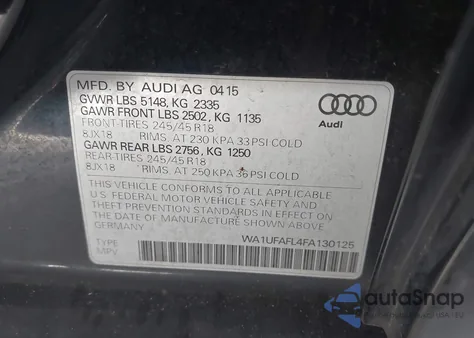 MFD. BY AUDI AG 04 15
GVWR LBS 5148, KG 2335
GAWR FRONT LBS 2502, KG 1135
FRONT-TIRES 245/45 R18
8JX18 RIMS. AT 230 KPA 33 PSI COLD
GAWR REAR LBS 2756, KG 1250
REAR-TIRES 245/45 R18
8JX18 RIMS. AT 250 KPA 36 PSI COLD
Audi
THIS VEHICLE CONFORMS TO ALL APPLICABLE
U.S. FEDERAL MOTOR VEHICLE SAFETY AND
THEFT PREVENTION STANDARDS IN EFFECT ON
THE DATE OF MANUFACTURE SHOWN ABOVE.
GERMANY
TYPE: WA1UFAFL4FA130125
MPV
autoSnap